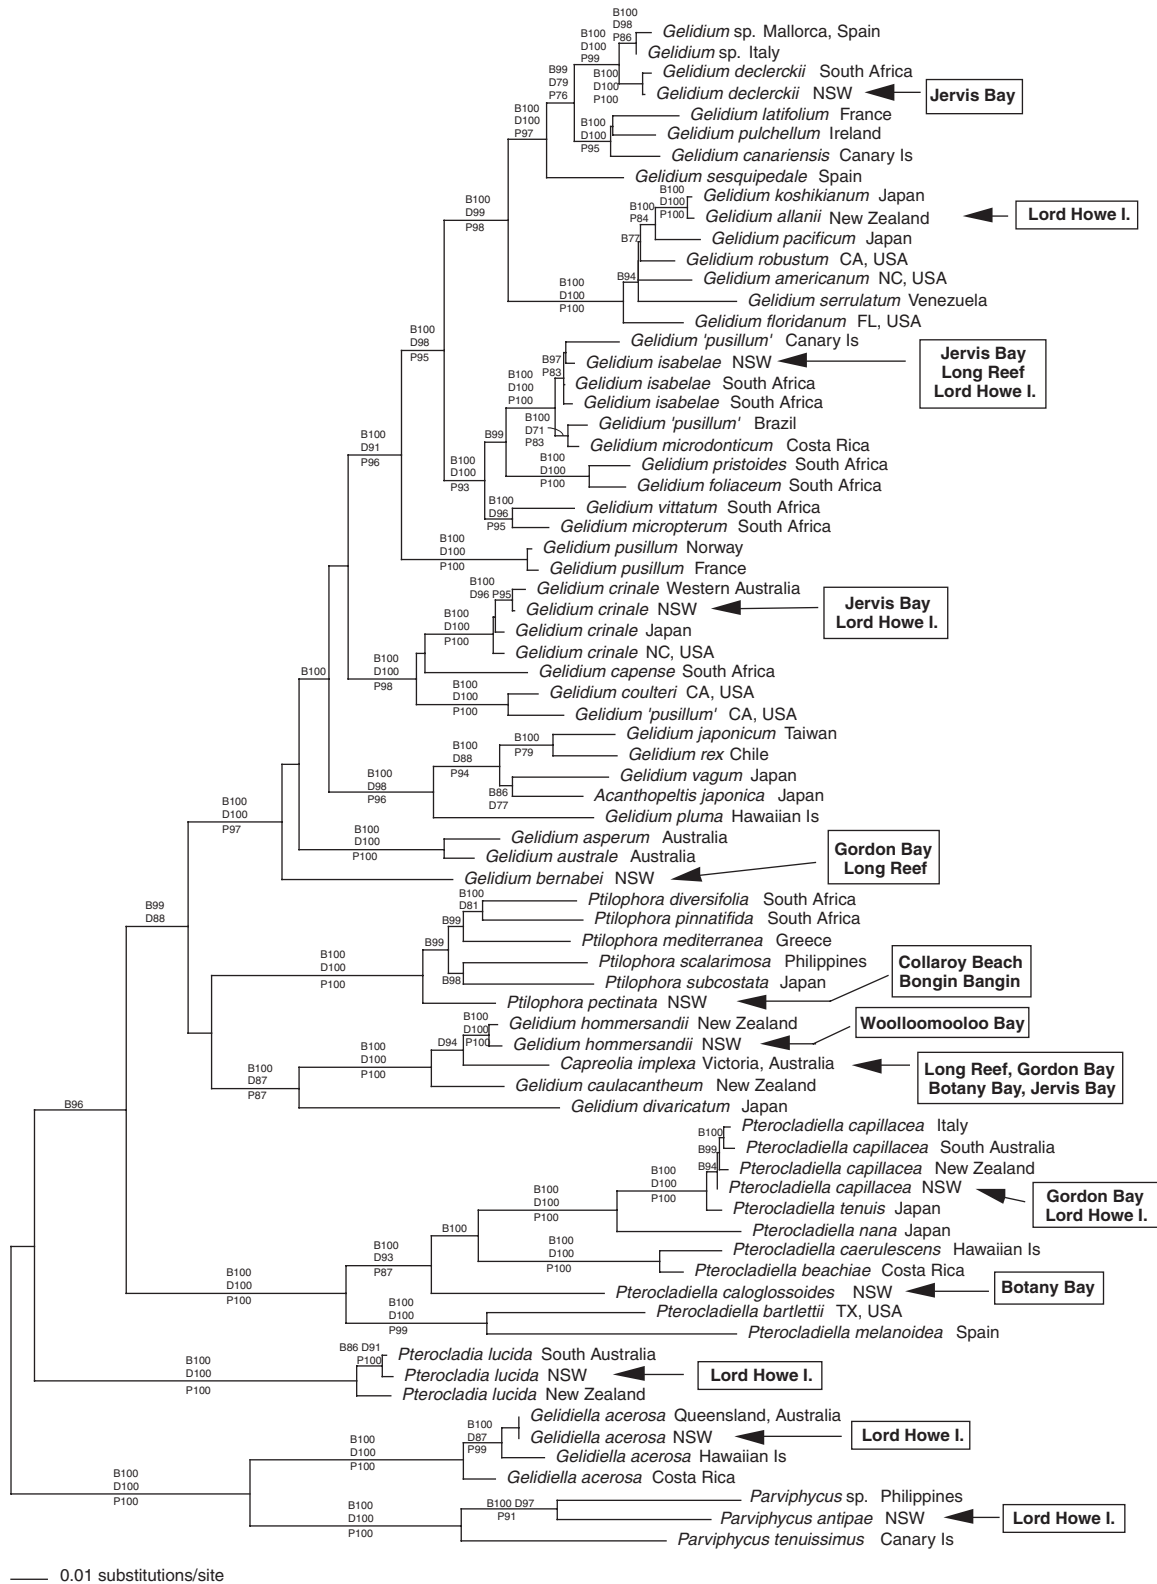 B100
D98
P86
Gelidium sp. Mallorca, Spain
B100
D100
P99
Gelidium sp. Italy
B99
D79
P76
B100
D100
P100
Gelidium declerckii South Africa
Gelidium declerckii NSW
Jervis Bay
B100
D100
P97
Gelidium latifolium France
B100
D100
P95
Gelidium pulchellum Ireland
Gelidium canariensis Canary Is
Gelidium sesquipedale Spain
B100
D99
P98
B100
D100
P100
Gelidium koshikianum Japan
Gelidium allanii New Zealand
Lord Howe I.
B100
P84
Gelidium pacificum Japan
B77
Gelidium robustum CA, USA
B94
Gelidium americanum NC, USA
B100
D100
P100
Gelidium serrulatum Venezuela
Gelidium floridanum FL, USA
B100
D98
P95
Gelidium 'pusillum' Canary Is
B97
P83
Gelidium isabelae NSW
Jervis Bay
Long Reef
Lord Howe I.
B100
D100
P100
Gelidium isabelae South Africa
Gelidium isabelae South Africa
B100
D71
P83
Gelidium 'pusillum' Brazil
Gelidium microdonticum Costa Rica
B99
B100
D91
P96
B100
D100
P93
B100
D100
P100
Gelidium pristoides South Africa
Gelidium foliaceum South Africa
B100
D96
P95
Gelidium vittatum South Africa
Gelidium micropterum South Africa
B100
D100
P100
Gelidium pusillum Norway
Gelidium pusillum France
B100
D96 P95
Gelidium crinale Western Australia
Gelidium crinale NSW
Jervis Bay
Lord Howe I.
B100
D100
P100
Gelidium crinale Japan
Gelidium crinale NC, USA
B100
B100
D100
P98
Gelidium capense South Africa
B100
D100
P100
Gelidium coulteri CA, USA
Gelidium 'pusillum' CA, USA
B100
P79
Gelidium japonicum Taiwan
Gelidium rex Chile
B100
D88
P94
B100
D98
P96
B86
D77
Gelidium vagum Japan
Acanthopeltis japonica Japan
Gelidium pluma Hawaiian Is
B100
D100
P97
B100
D100
P100
Gelidium asperum Australia
Gelidium australe Australia
Gelidium bernabei NSW
Gordon Bay
Long Reef
B99
D88
B100
D81
Ptilophora diversifolia South Africa
Ptilophora pinnatifida South Africa
B99
Ptilophora mediterranea Greece
B99
B100
D100
P100
B98
Ptilophora scalarimosa Philippines
Ptilophora subcostata Japan
Ptilophora pectinata NSW
Collaroy Beach
Bongin Bangin
B100
D100
P100
Gelidium hommersandii New Zealand
Gelidium hommersandii NSW
Woolloomooloo Bay
D94
Capreolia implexa Victoria, Australia
Long Reef, Gordon Bay
Botany Bay, Jervis Bay
B100
D100
P100
Gelidium caulacantheum New Zealand
B100
D87
P87
Gelidium divaricatum Japan
B96
B100
Pterocladiella capillacea Italy
Pterocladiella capillacea South Australia
B99
Pterocladiella capillacea New Zealand
B94
Pterocladiella capillacea NSW
Gordon Bay
Lord Howe I.
B100
D100
P100
Pterocladiella tenuis Japan
B100
D100
P100
Pterocladiella nana Japan
B100
B100
D100
P100
Pterocladiella caerulescens Hawaiian Is
Pterocladiella beachiae Costa Rica
B100
D93
P87
Pterocladiella caloglossoides NSW
Botany Bay
B100
D100
P100
B100
D100
P99
Pterocladiella bartlettii TX, USA
Pterocladiella melanoidea Spain
B86 D91
P100
Pterocladia lucida South Australia
Pterocladia lucida NSW
Lord Howe I.
B100
D100
P100
Pterocladia lucida New Zealand
Gelidiella acerosa Queensland, Australia
B100
D87
P99
Gelidiella acerosa NSW
Lord Howe I.
B100
D100
P100
Gelidiella acerosa Hawaiian Is
Gelidiella acerosa Costa Rica
B100
D100
P100
B100 D97
P91
Parviphycus sp. Philippines
B100
D100
P100
Parviphycus antipae NSW
Lord Howe I.
Parviphycus tenuissimus Canary Is
0.01 substitutions/site